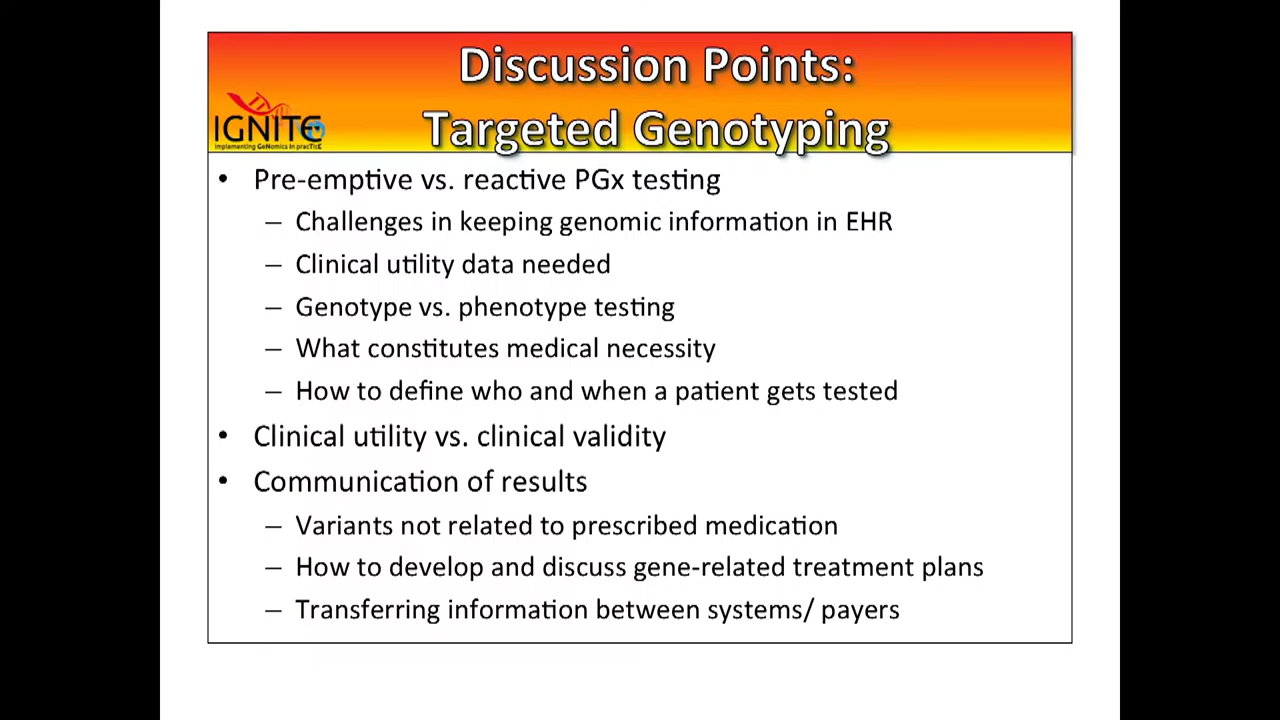 Discussion Points:
Targeted Genotyping
IGNITE
Implementing GeNomics In pracTicE
• Pre-emptive vs. reactive PGx testing
– Challenges in keeping genomic information in EHR
– Clinical utility data needed
– Genotype vs. phenotype testing
– What constitutes medical necessity
– How to define who and when a patient gets tested
• Clinical utility vs. clinical validity
• Communication of results
– Variants not related to prescribed medication
– How to develop and discuss gene-related treatment plans
– Transferring information between systems/ payers